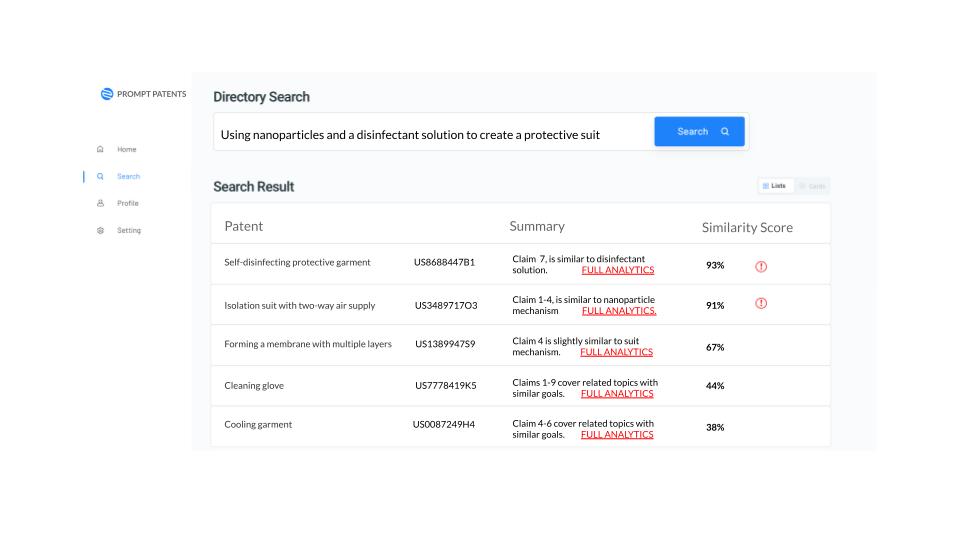 PROMPT PATENTS
Home
Search
Profile
Setting
Directory Search
Using nanoparticles and a disinfectant solution to create a protective suit
Search
Search Result
Lists
Cards
Patent Summary Similarity Score
Self-disinfecting protective garment US8688447B1 Claim 7, is similar to disinfectant 93%
solution. FULL ANALYTICS
Isolation suit with two-way air supply US3489717O3 Claim 1-4, is similar to nanoparticle 91%
mechanism FULL ANALYTICS.
Forming a membrane with multiple layers US1389947S9 Claim 4 is slightly similar to suit 67%
mechanism. FULL ANALYTICS
Cleaning glove US7778419K5 Claims 1-9 cover related topics with 44%
similar goals. FULL ANALYTICS
Cooling garment US0087249H4 Claim 4-6 cover related topics with 38%
similar goals. FULL ANALYTICS